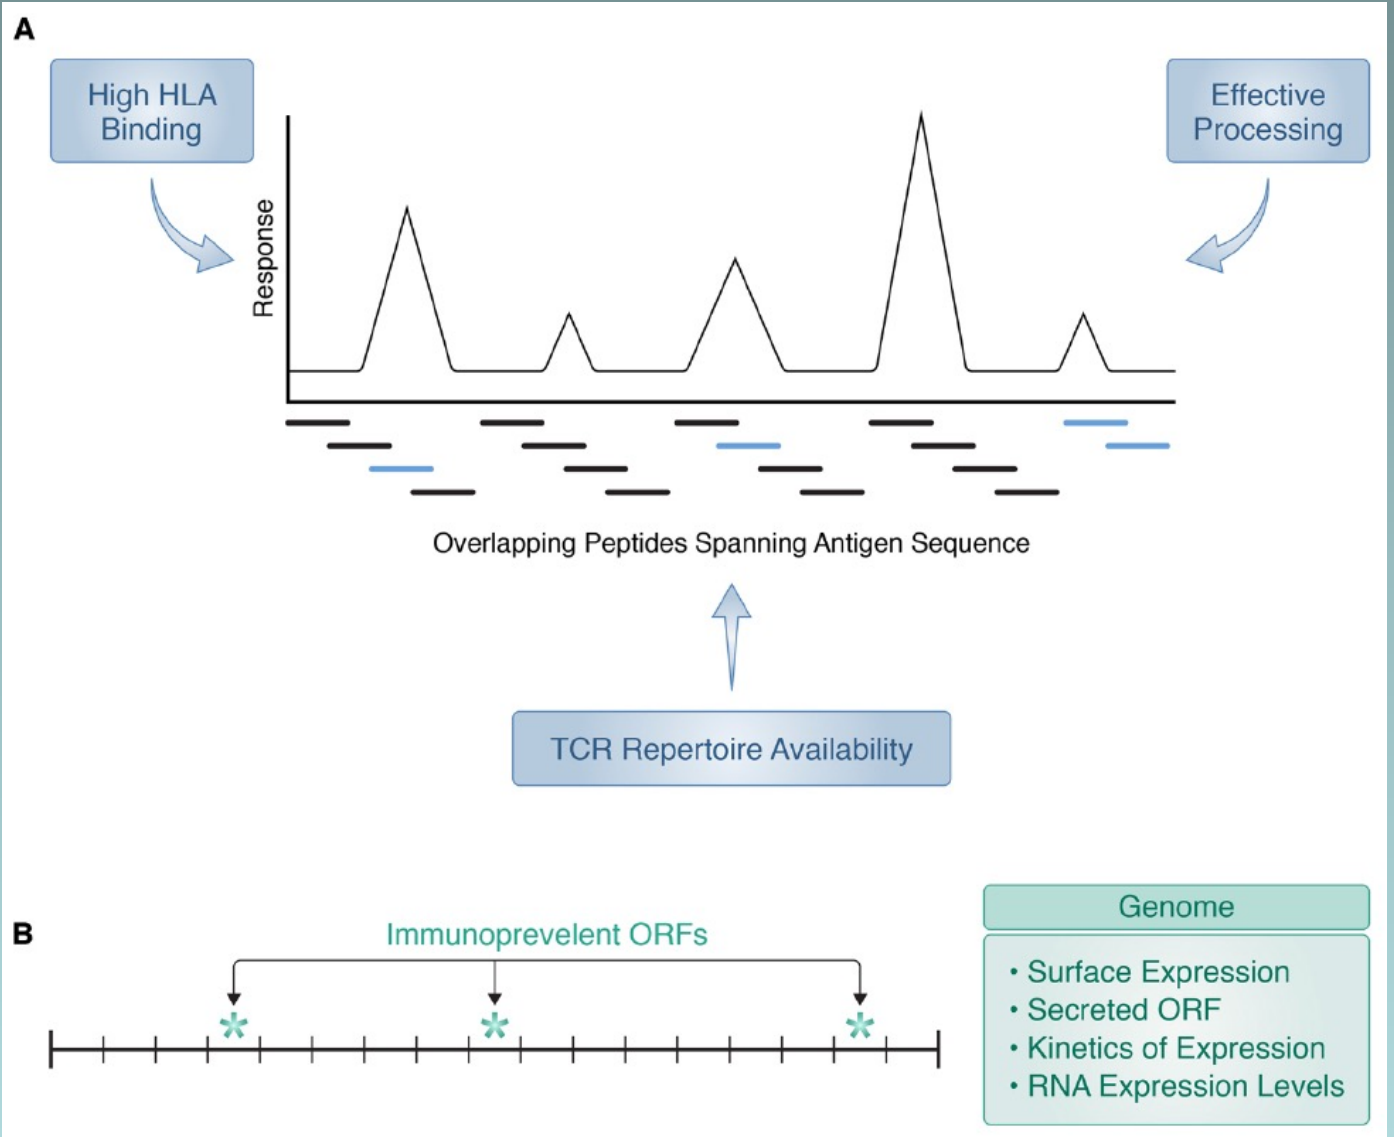 A
High HLA
Binding
Effective
Processing
Response
Overlapping Peptides Spanning Antigen Sequence
TCR Repertoire Availability
B
Immunoprevelent ORFs
Genome
• Surface Expression
• Secreted ORF
• Kinetics of Expression
• RNA Expression Levels